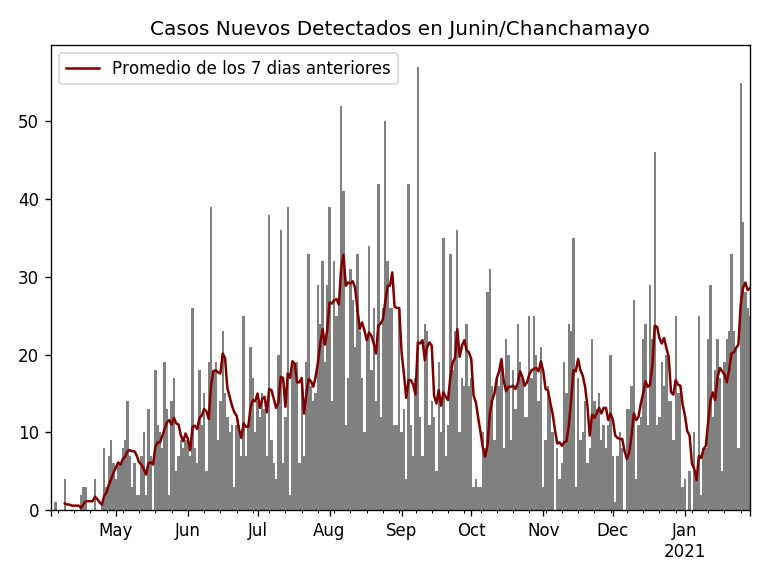 Casos Nuevos Detectados en Junin/Chanchamayo
Promedio de los 7 dias anteriores
50
40
30
20
10
0
May Jun Jul Aug Sep Oct Nov Dec Jan
2021